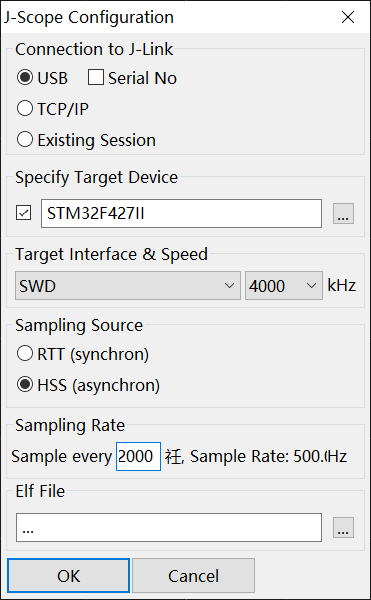 J-Scope Configuration
Connection to J-Link
USB Serial No
TCP/IP
Existing Session
Specify Target Device
STM32F427II
...
Target Interface & Speed
SWD 4000 kHz
Sampling Source
RTT (synchron)
HSS (asynchron)
Sampling Rate
Sample every 2000 祍, Sample Rate: 500.0Hz
Elf File
... ...
OK Cancel